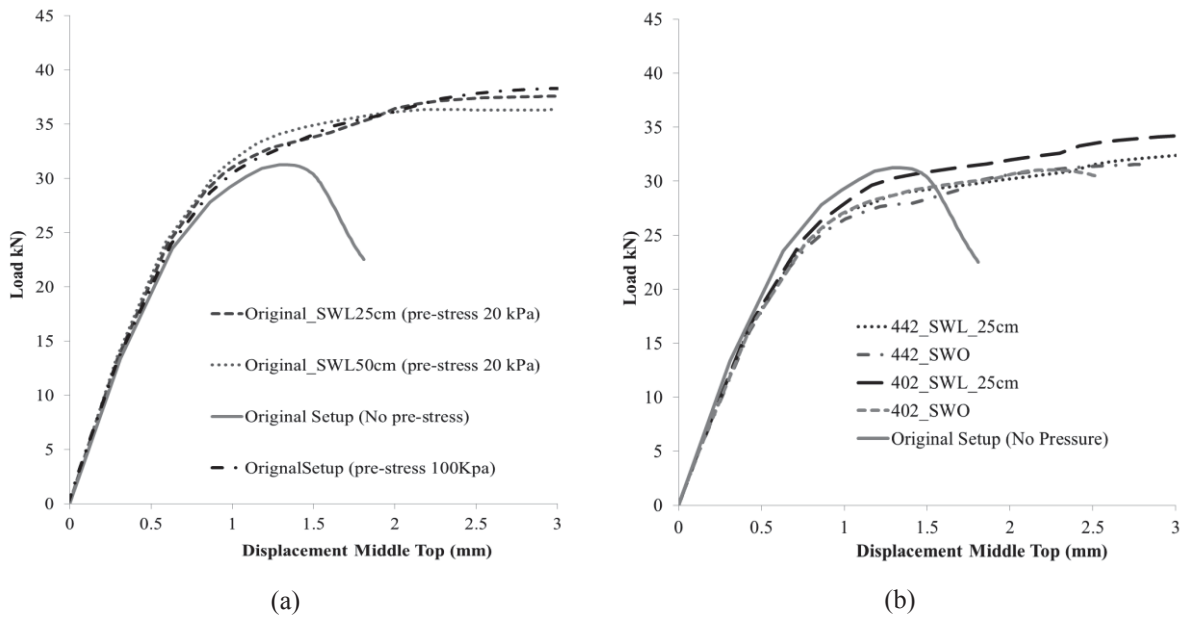 45
40
35
30
25
20
15
10
5
0
Load kN
0 0.5 1 1.5 2 2.5 3
Displacement Middle Top (mm)
Original_SWL25cm (pre-stress 20 kPa)
Original_SWL50cm (pre-stress 20 kPa)
Original Setup (No pre-stress)
OrignalSetup (pre-stress 100Kpa)
(a)
45
40
35
30
25
20
15
10
5
0
Load kN
0 0.5 1 1.5 2 2.5 3
Displacement Middle Top (mm)
442_SWL_25cm
442_SWO
402_SWL_25cm
402_SWO
Original Setup (No Pressure)
(b)